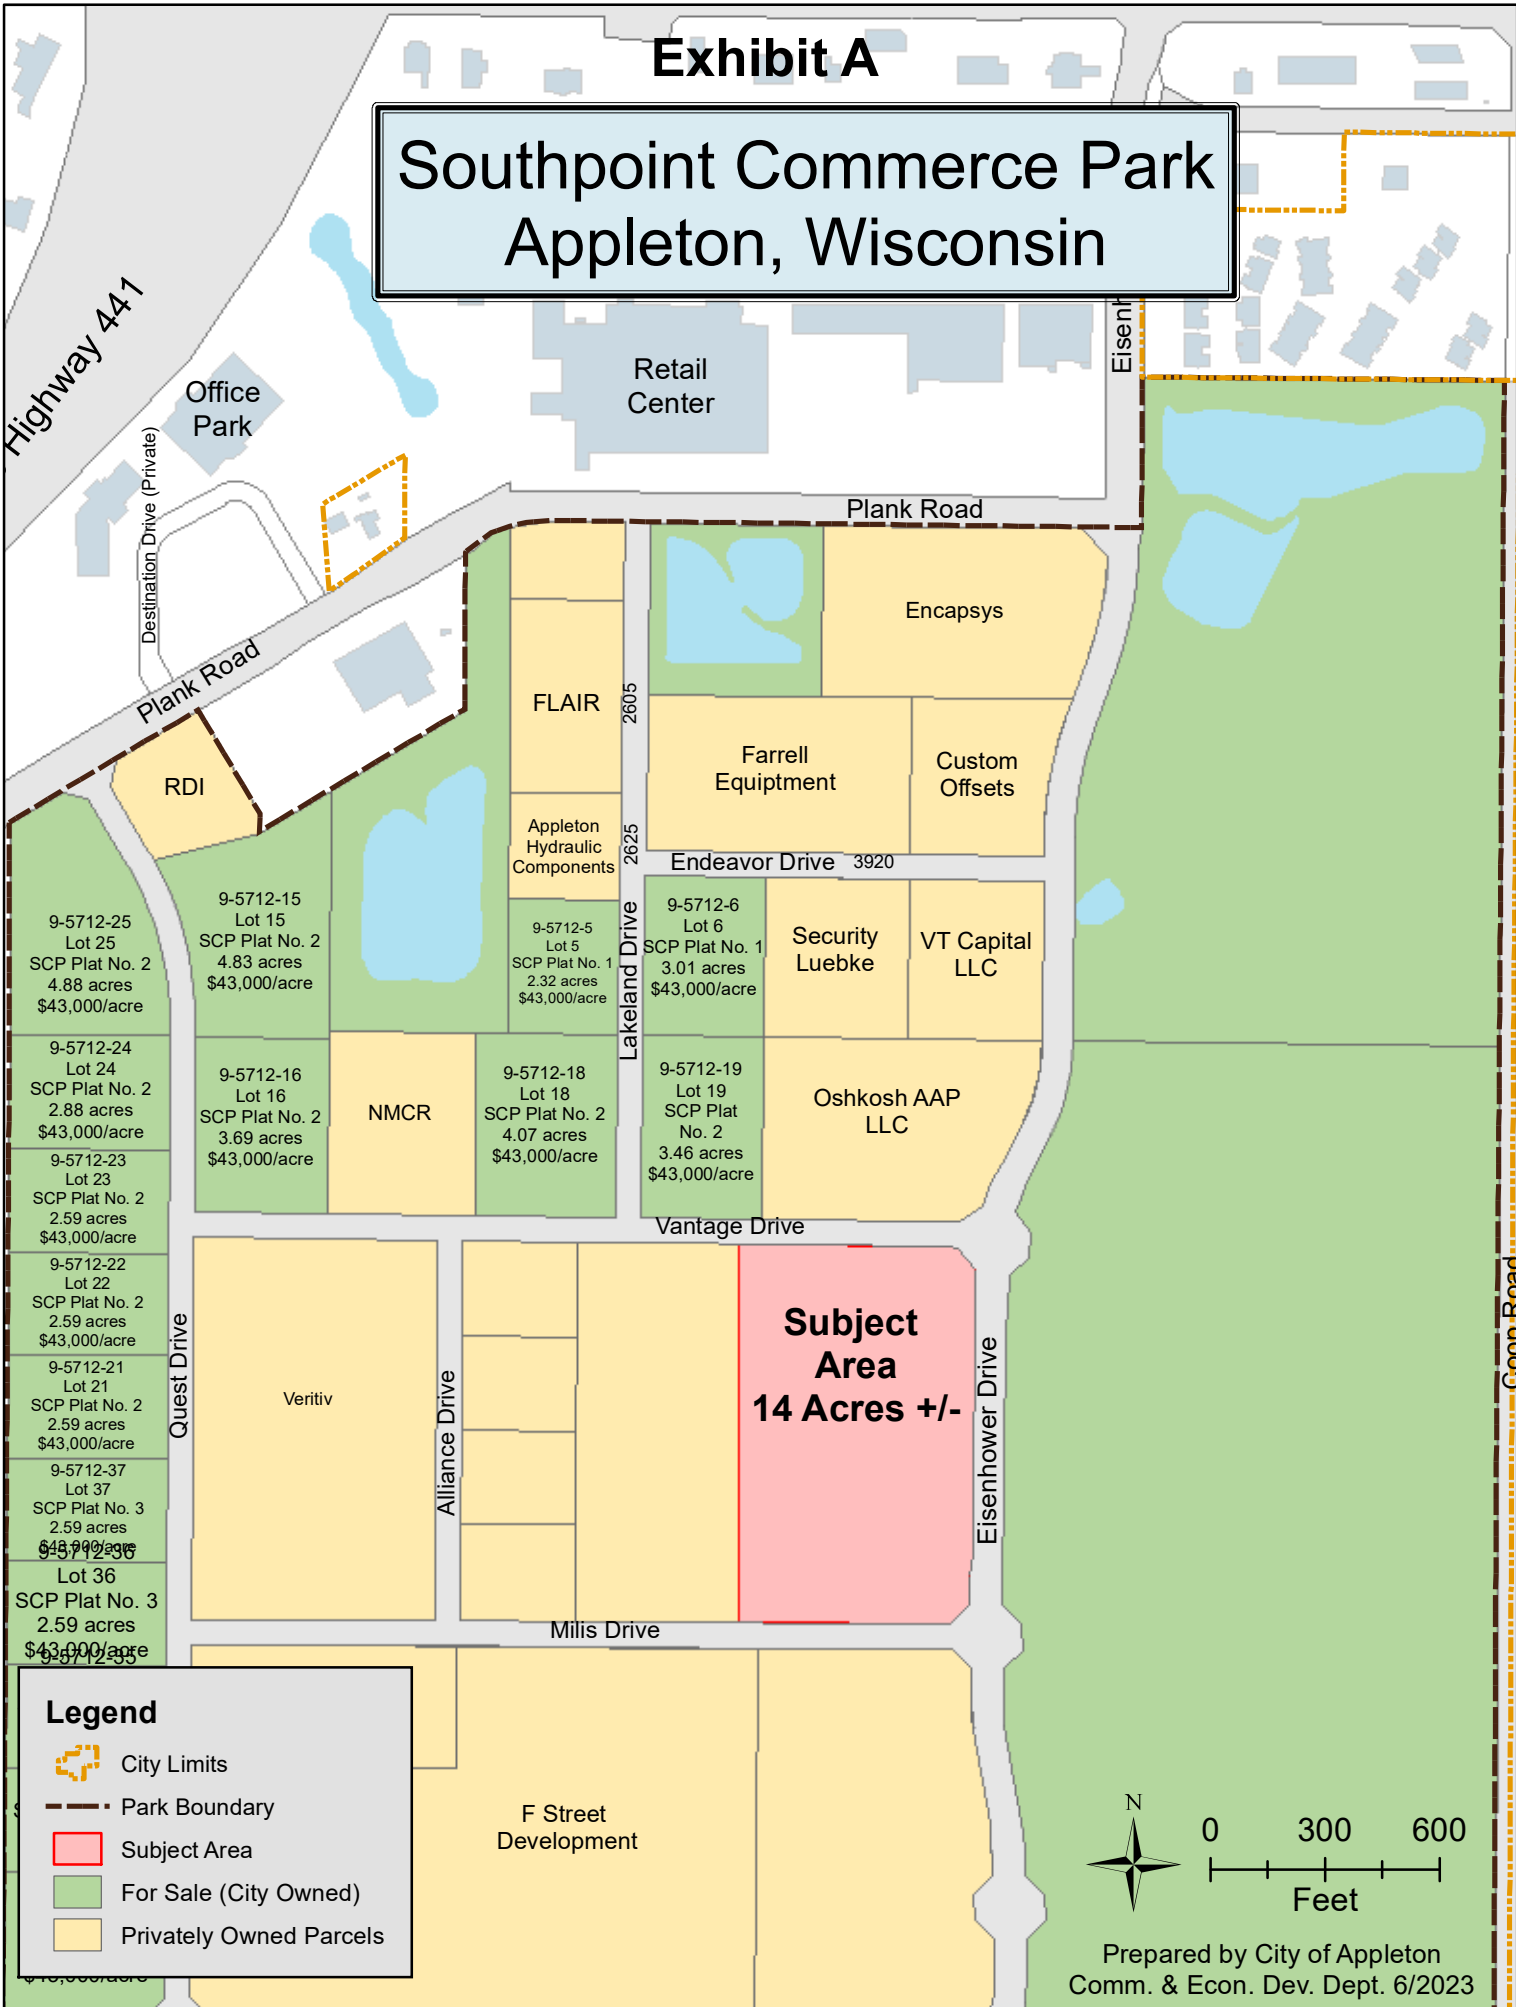 Exhibit A
Southpoint Commerce Park
Appleton, Wisconsin
Highway 441
Office
Park
Retail
Center
Destination Drive (Private)
Plank Road
Plank Road
RDI
FLAIR
2605
Encapsys
Farrell
Equiptment
Custom
Offsets
Appleton
Hydraulic
Components
2625
Endeavor Drive
3920
9-5712-25
Lot 25
SCP Plat No. 2
4.88 acres
$43,000/acre
9-5712-15
Lot 15
SCP Plat No. 2
4.83 acres
$43,000/acre
9-5712-5
Lot 5
SCP Plat No. 1
2.32 acres
$43,000/acre
Lakeland Drive
9-5712-6
Lot 6
SCP Plat No. 1
3.01 acres
$43,000/acre
Security
Luebke
VT Capital
LLC
9-5712-24
Lot 24
SCP Plat No. 2
2.88 acres
$43,000/acre
9-5712-16
Lot 16
SCP Plat No. 2
3.69 acres
$43,000/acre
NMCR
9-5712-18
Lot 18
SCP Plat No. 2
4.07 acres
$43,000/acre
9-5712-19
Lot 19
SCP Plat
No. 2
3.46 acres
$43,000/acre
Oshkosh AAP
LLC
9-5712-23
Lot 23
SCP Plat No. 2
2.59 acres
$43,000/acre
Vantage Drive
9-5712-22
Lot 22
SCP Plat No. 2
2.59 acres
$43,000/acre
9-5712-21
Lot 21
SCP Plat No. 2
2.59 acres
$43,000/acre
Quest Drive
Veritiv
Alliance Drive
Subject
Area
14 Acres +/-
Eisenhower Drive
Coop Road
9-5712-37
Lot 37
SCP Plat No. 3
2.59 acres
$43,000/acre
9-5712-36
Lot 36
SCP Plat No. 3
2.59 acres
$43,000/acre
9-5712-35
Milis Drive
F Street
Development
Legend
City Limits
Park Boundary
Subject Area
For Sale (City Owned)
Privately Owned Parcels
N
0 300 600
Feet
Prepared by City of Appleton
Comm. & Econ. Dev. Dept. 6/2023